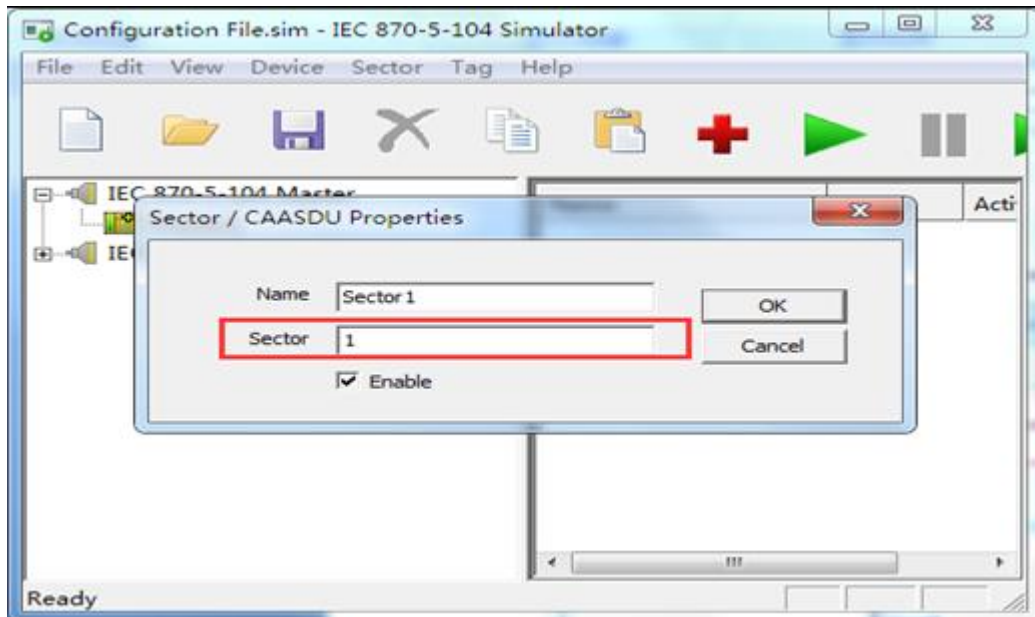 Configuration File.sim - IEC 870-5-104 Simulator
File Edit View Device Sector Tag Help
IEC 870-5-104 Master
Acti
Sector / CAASDU Properties
IE
Name Sector 1
OK
Sector 1
Cancel
Enable
Ready